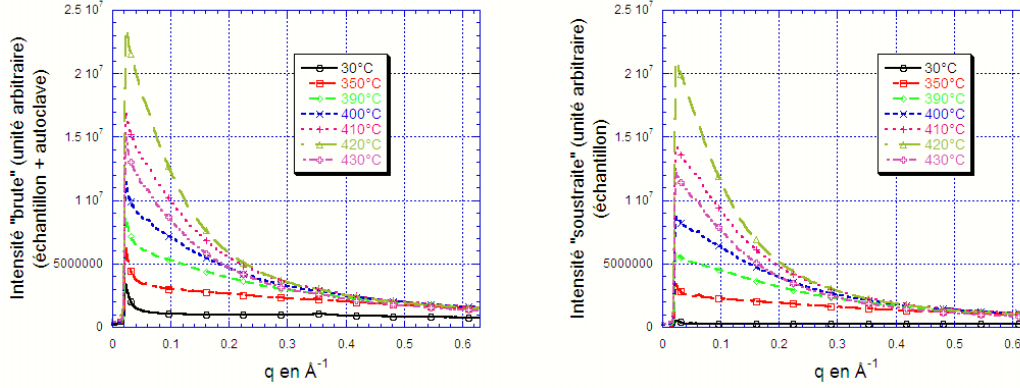 Intensité "brute" (unité arbitraire)
(échantillon + autoclave)
2.5 10⁷
2 10⁷
1.5 10⁷
1 10⁷
5000000
0
30°C
350°C
390°C
400°C
410°C
420°C
430°C
0 0.1 0.2 0.3 0.4 0.5 0.6
q en Å⁻¹
Intensité "soustraite" (unité arbitraire)
(échantillon)
2.5 10⁷
2 10⁷
1.5 10⁷
1 10⁷
5000000
0
30°C
350°C
390°C
400°C
410°C
420°C
430°C
0 0.1 0.2 0.3 0.4 0.5 0.6
q en Å⁻¹